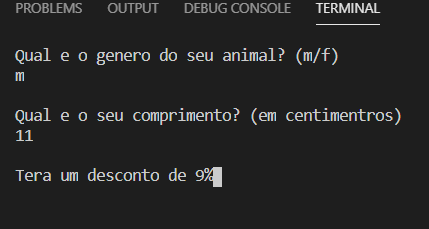 PROBLEMS OUTPUT DEBUG CONSOLE TERMINAL
Qual e o genero do seu animal? (m/f)
m
Qual e o seu comprimento? (em centimentros)
11
Tera um desconto de 9%